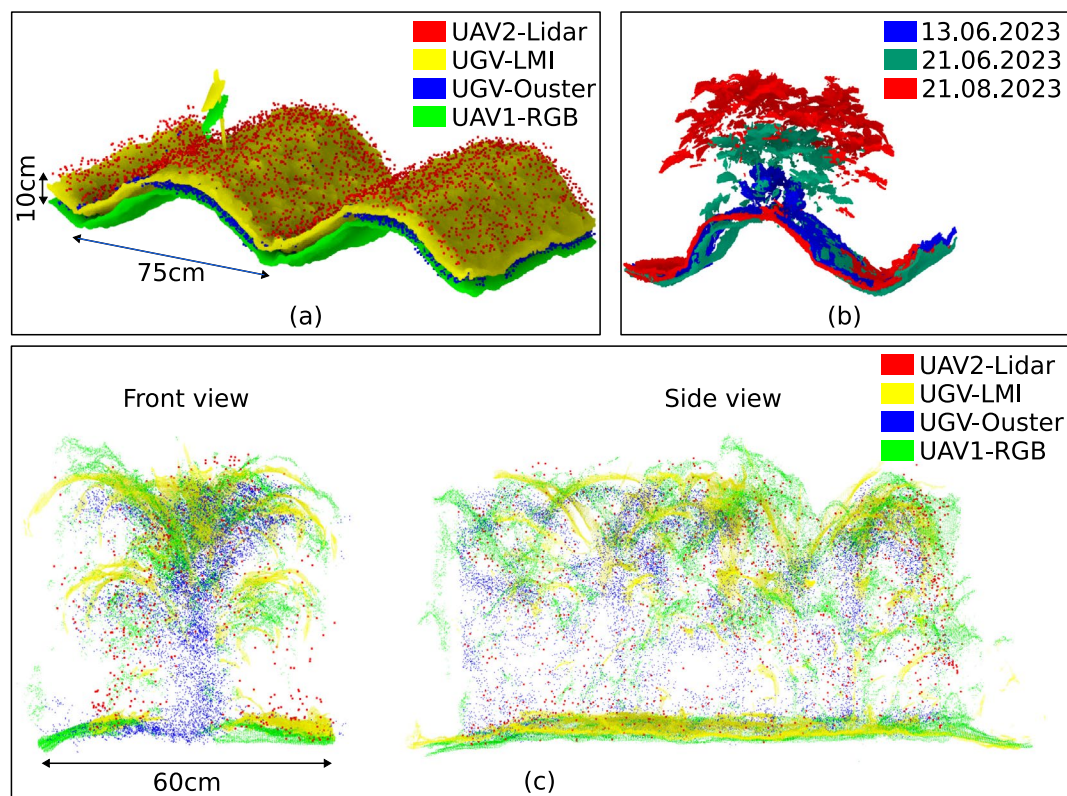 UAV2-Lidar
UGV-LMI
UGV-Ouster
UAV1-RGB
10cm
75cm
(a)
13.06.2023
21.06.2023
21.08.2023
(b)
UAV2-Lidar
UGV-LMI
UGV-Ouster
UAV1-RGB
Front view
Side view
60cm
(c)